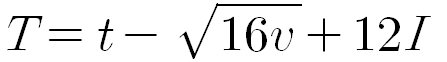 T = t − √16v + 12I